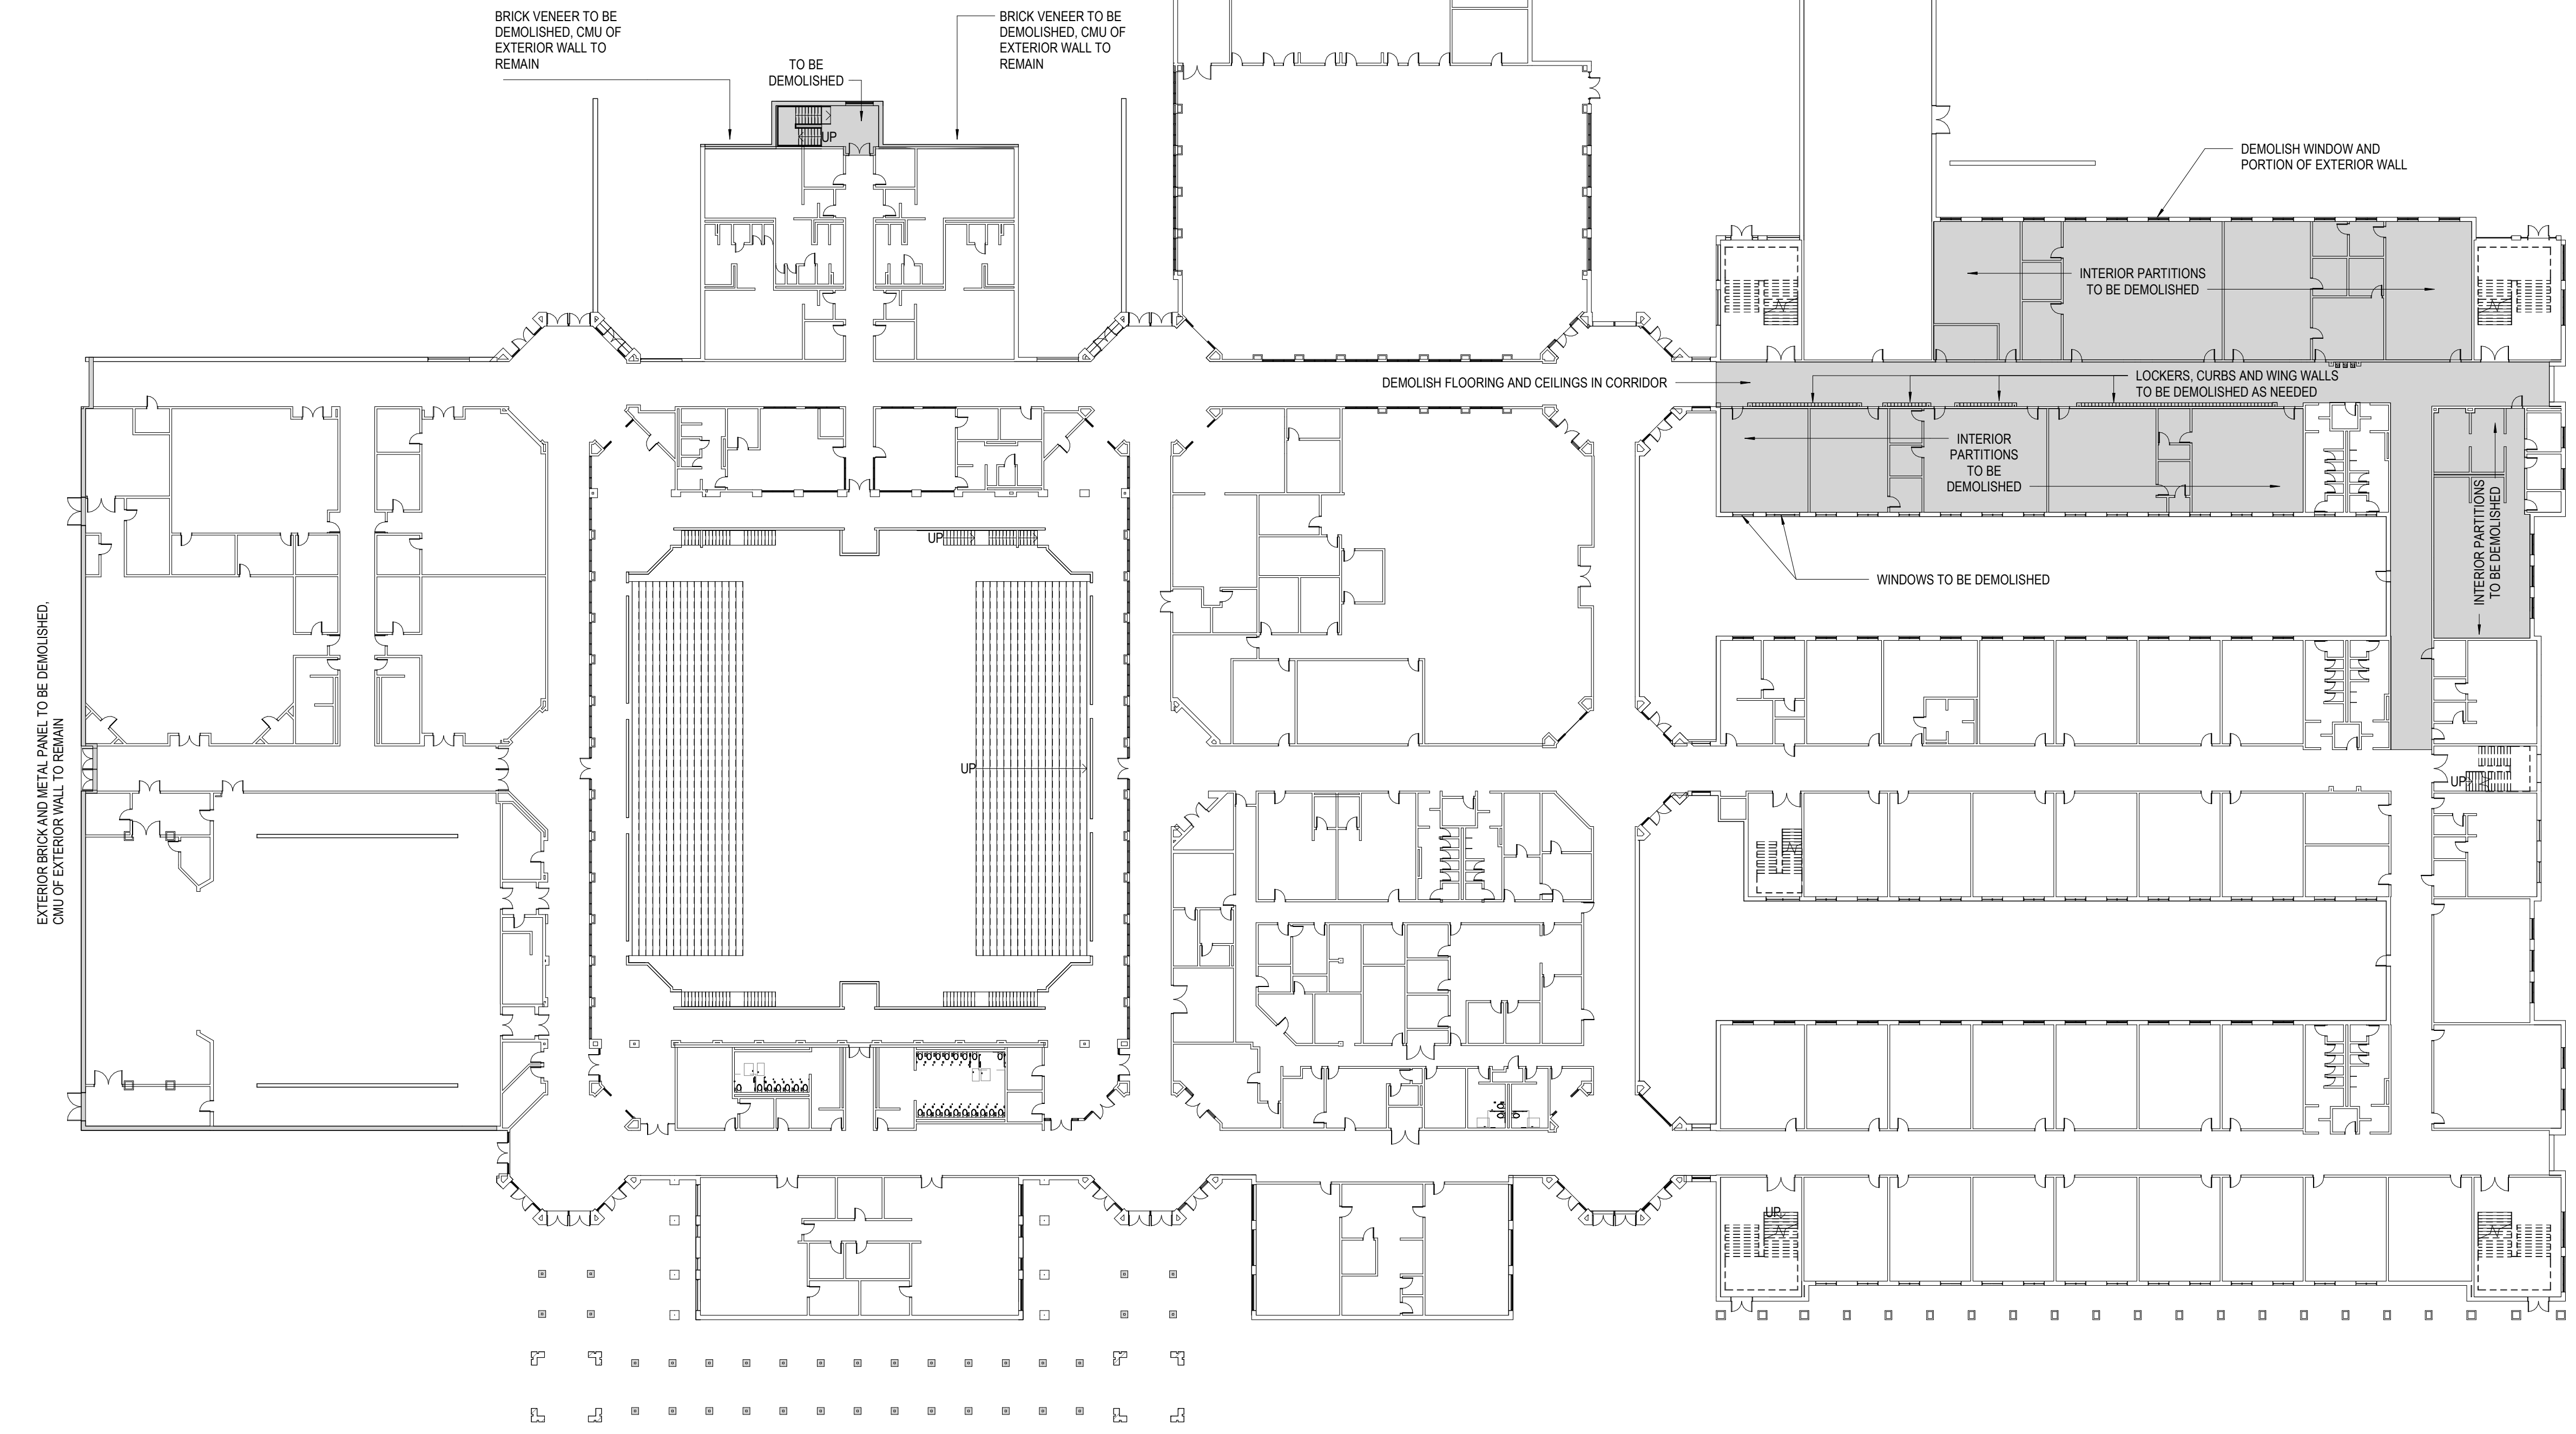 BRICK VENEER TO BE
DEMOLISHED, CMU OF
EXTERIOR WALL TO
REMAIN
TO BE
DEMOLISHED
BRICK VENEER TO BE
DEMOLISHED, CMU OF
EXTERIOR WALL TO
REMAIN
UP
DEMOLISH WINDOW AND
PORTION OF EXTERIOR WALL
INTERIOR PARTITIONS
TO BE DEMOLISHED
DEMOLISH FLOORING AND CEILINGS IN CORRIDOR
LOCKERS, CURBS AND WING WALLS
TO BE DEMOLISHED AS NEEDED
INTERIOR
PARTITIONS
TO BE
DEMOLISHED
INTERIOR PARTITIONS
TO BE DEMOLISHED
UP
WINDOWS TO BE DEMOLISHED
EXTERIOR BRICK AND METAL PANEL TO BE DEMOLISHED,
CMU OF EXTERIOR WALL TO REMAIN
UP
UP
UP